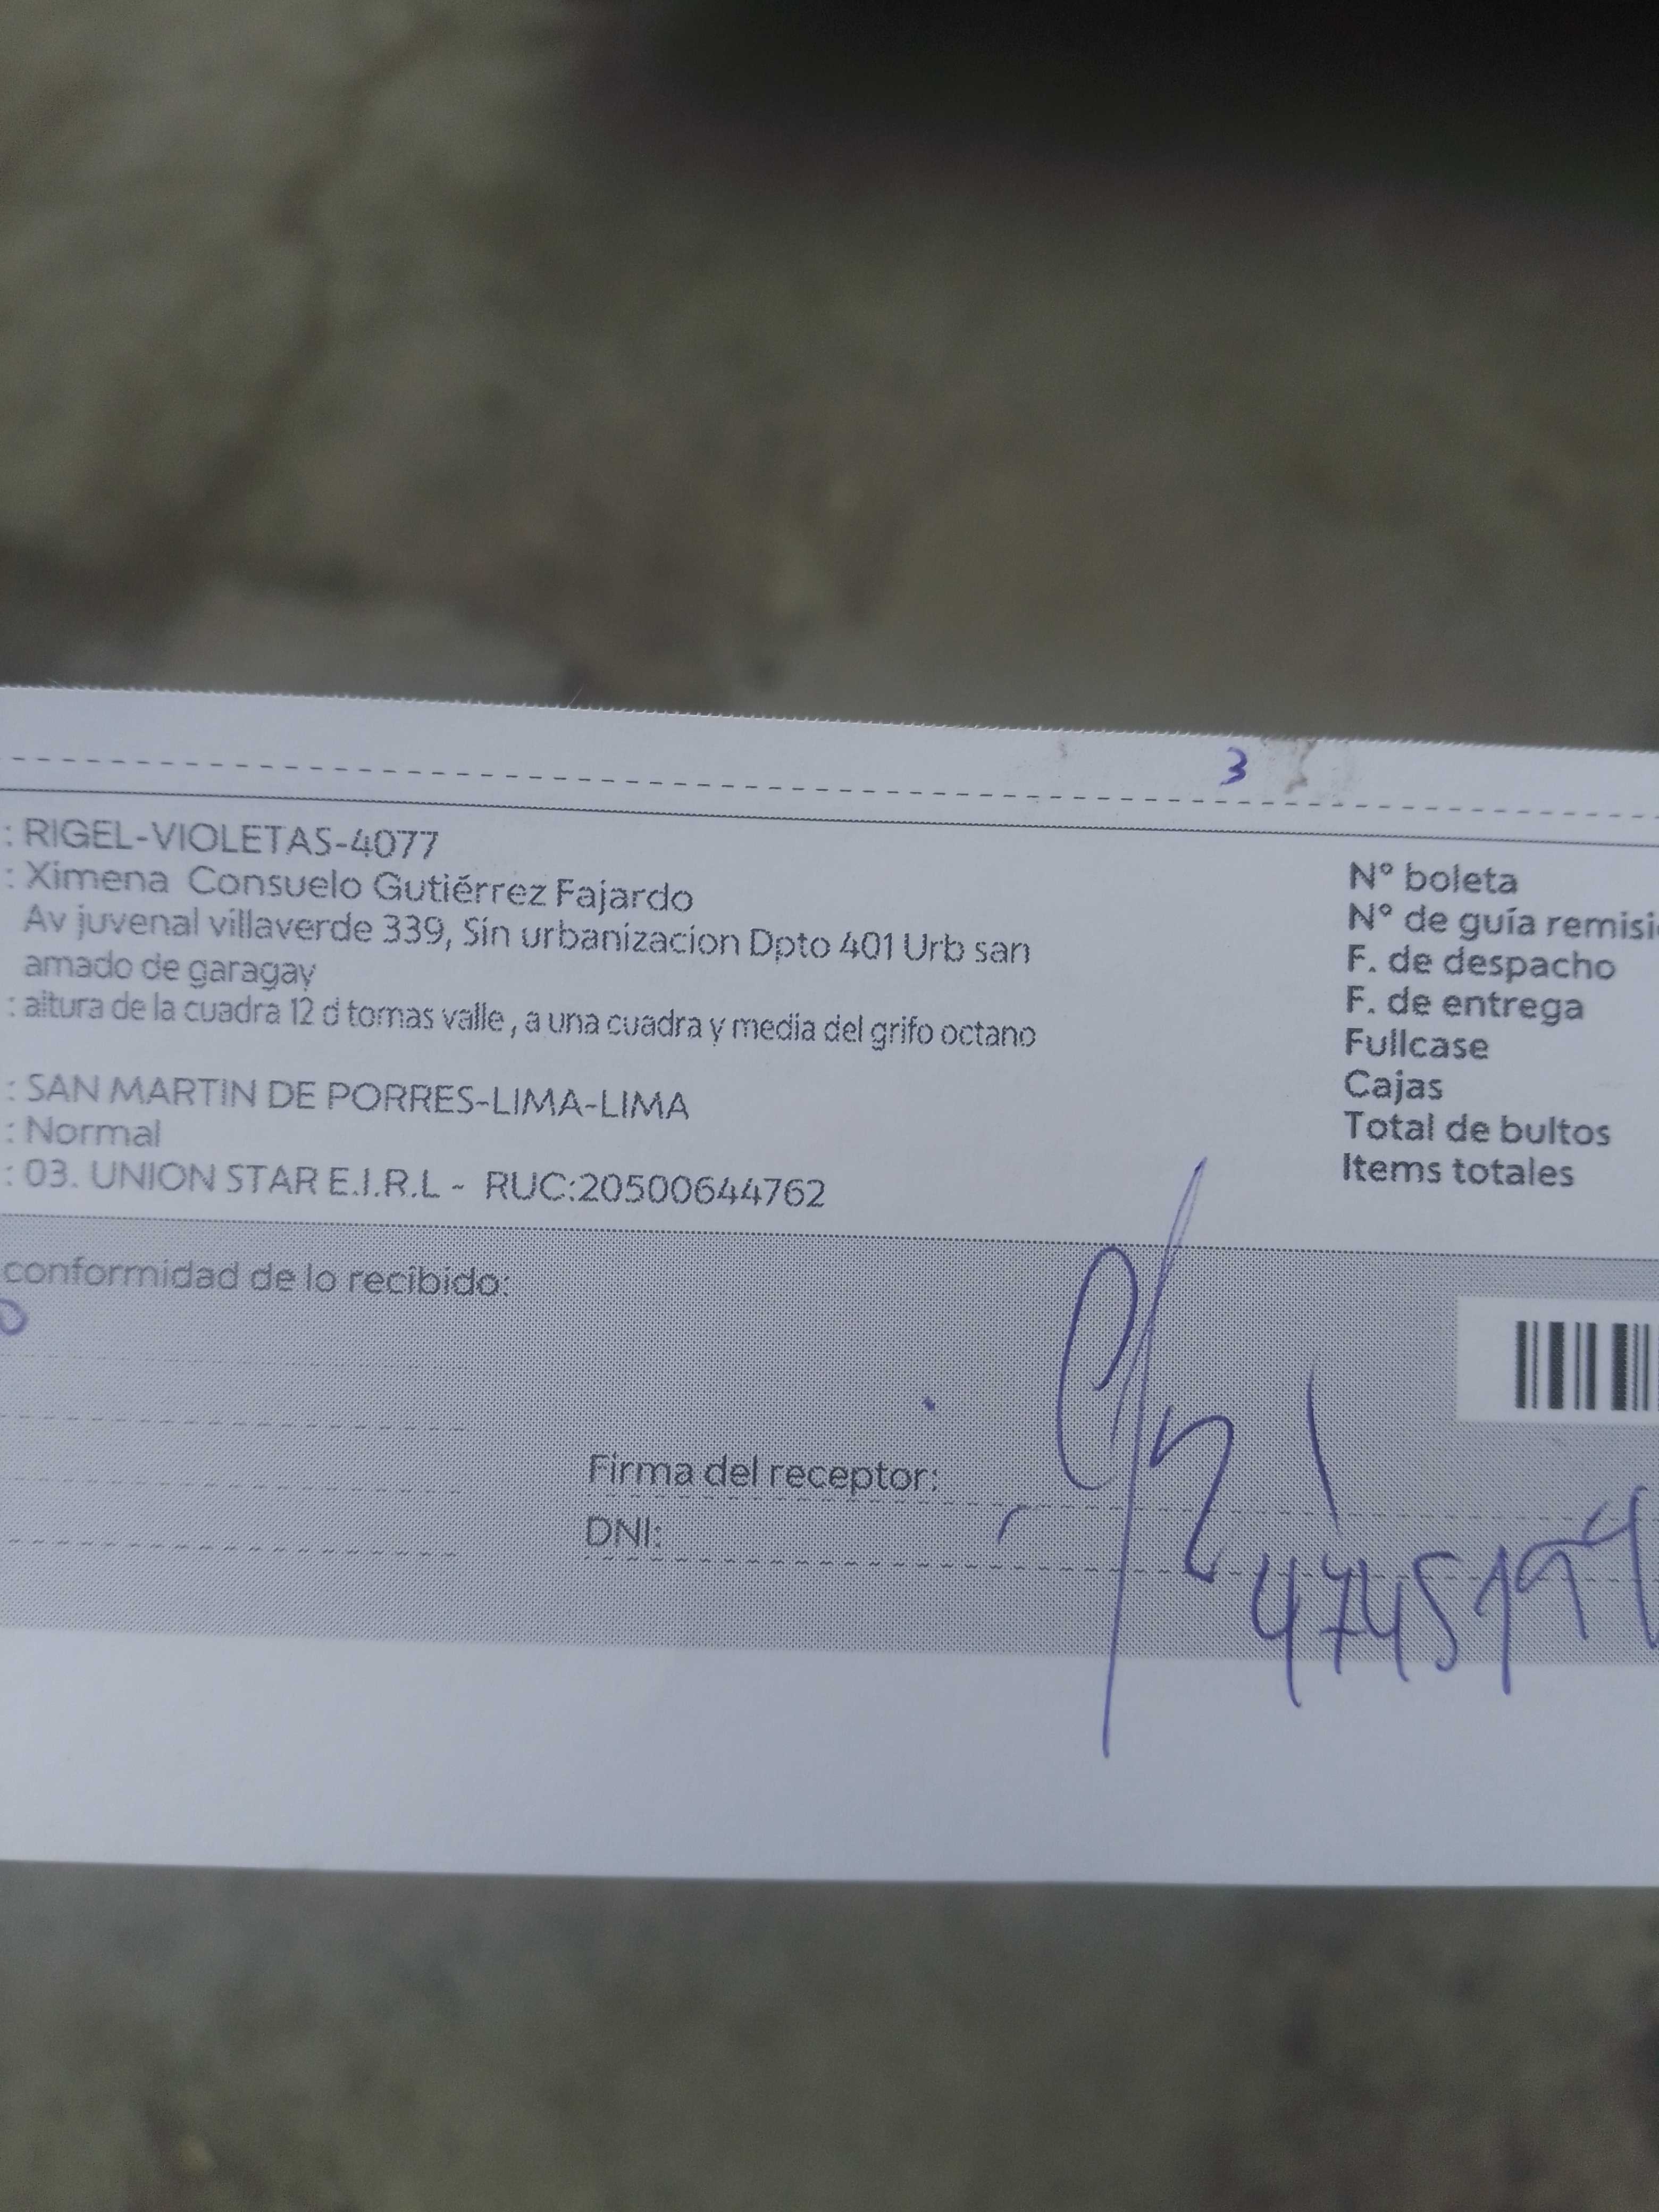 3
: RIGEL-VIOLETAS-4077
: Ximena Consuelo Gutiérrez Fajardo
Av juvenal villaverde 339, Sin urbanizacion Dpto 401 Urb san
amado de garagay
: altura de la cuadra 12 d tomas valle, a una cuadra y media del grifo octano
: SAN MARTIN DE PORRES-LIMA-LIMA
: Normal
: 03. UNION STAR E.I.R.L - RUC:20500644762
N° boleta
N° de guía remisi
F. de despacho
F. de entrega
Fullcase
Cajas
Total de bultos
Items totales
conformidad de lo recibido:
Firma del receptor:
DNI: